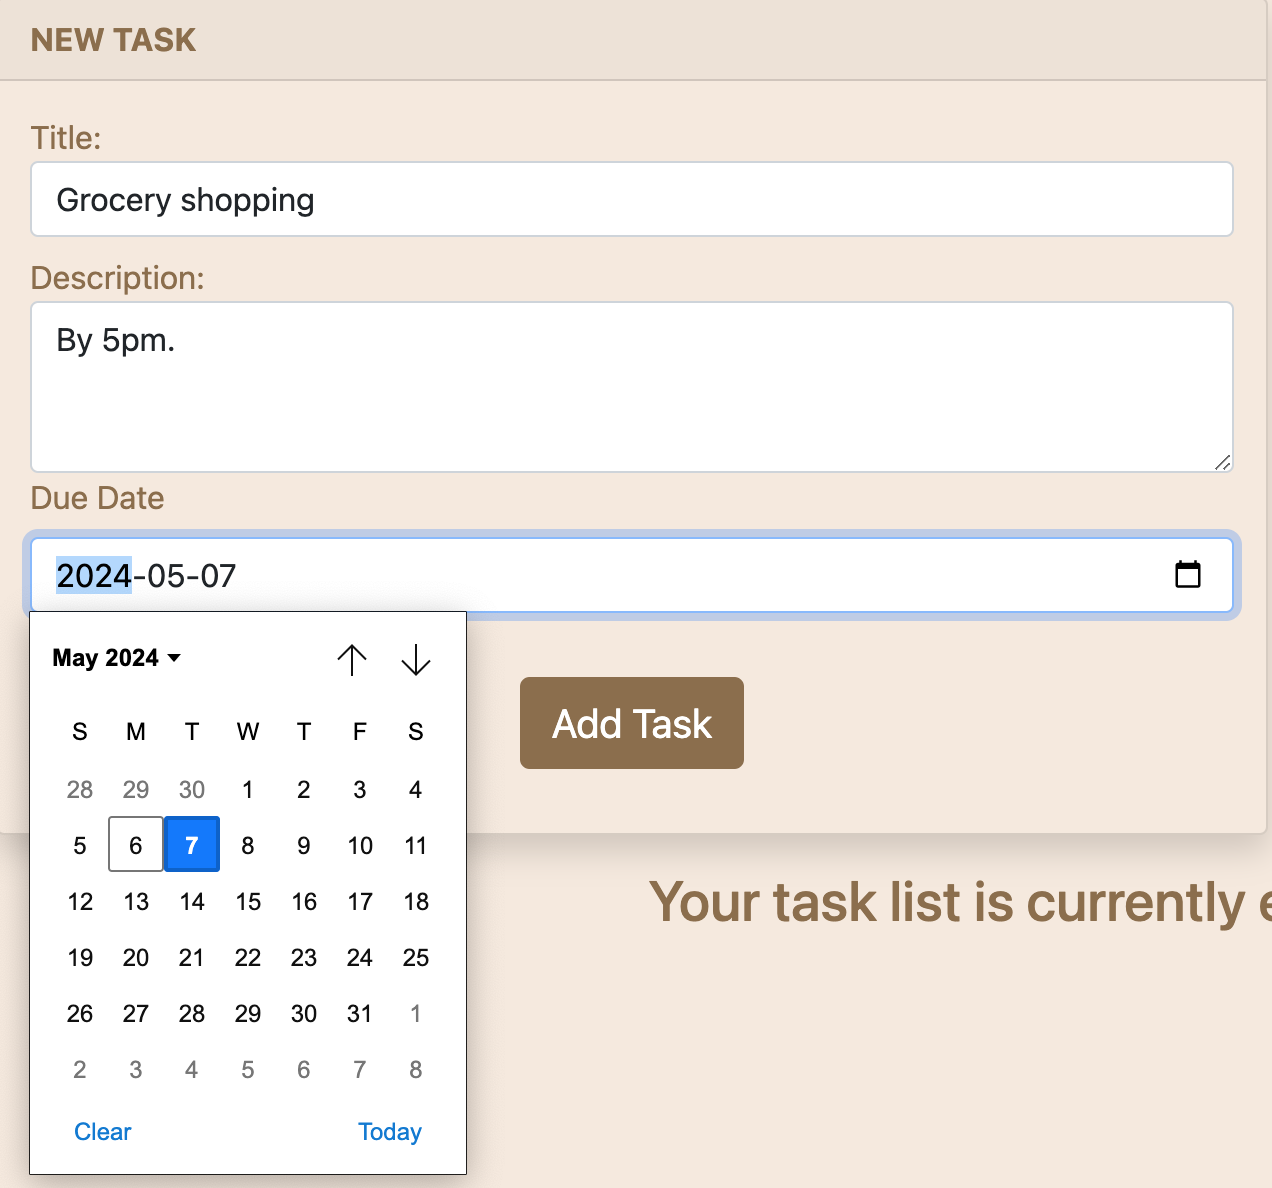 NEW TASK
Title:
Grocery shopping
Description:
By 5pm.
Due Date
2024-05-07
May 2024
S M T W T F S
28 29 30 1 2 3 4
5 6 7 8 9 10 11
12 13 14 15 16 17 18
19 20 21 22 23 24 25
26 27 28 29 30 31 1
2 3 4 5 6 7 8
Clear Today
Add Task
Your task list is currently